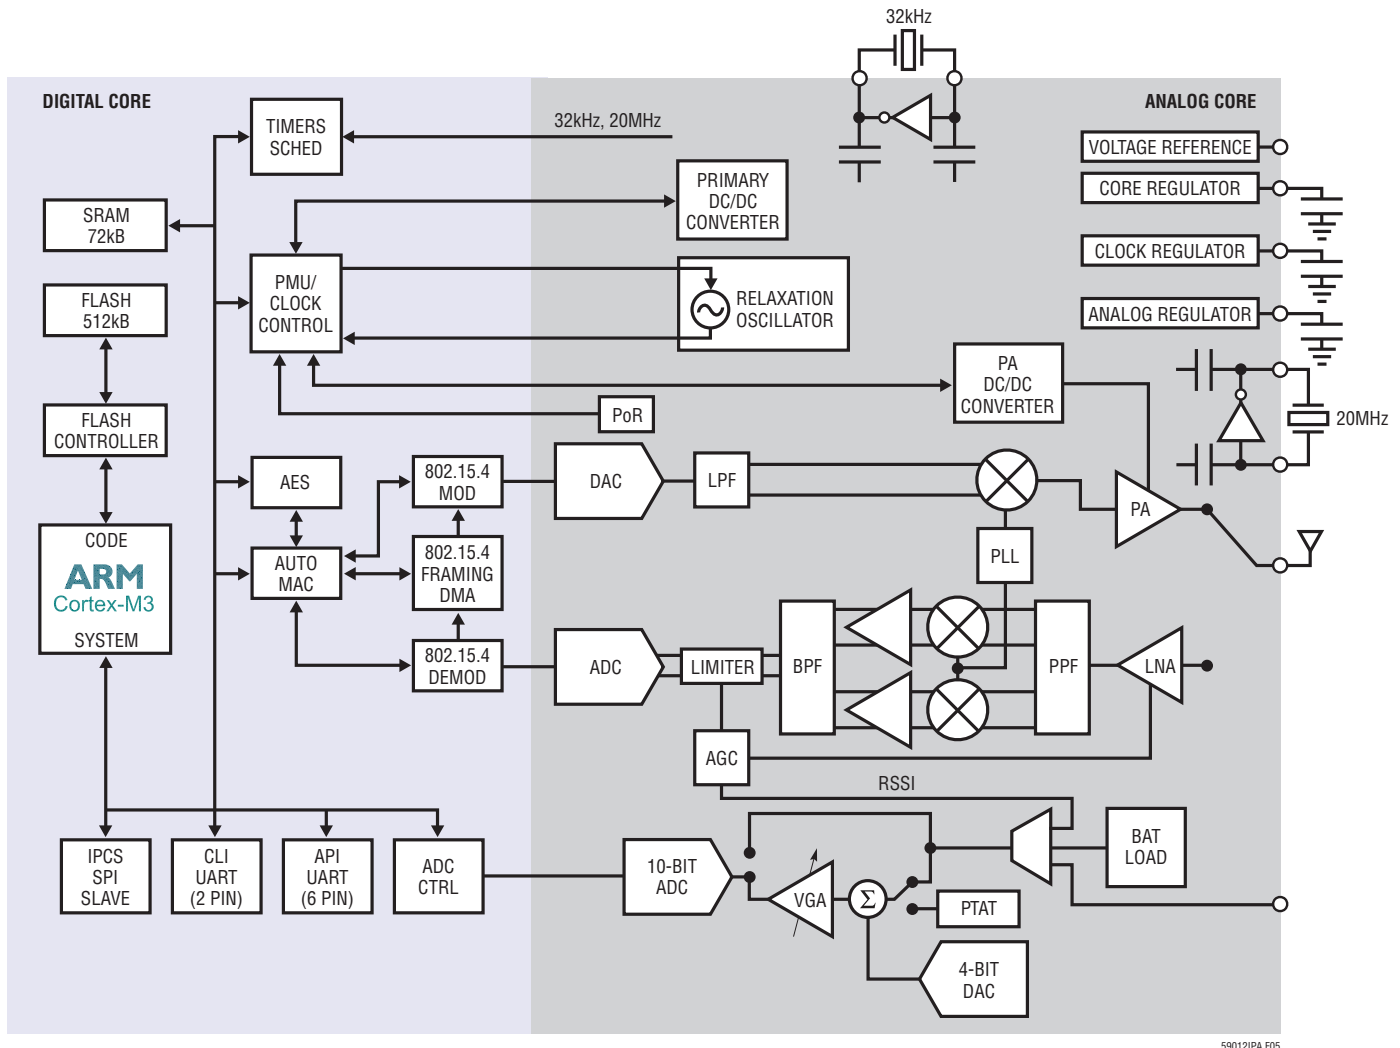 32kHz
DIGITAL CORE
ANALOG CORE
TIMERS
SCHED
32kHz, 20MHz
VOLTAGE REFERENCE
PRIMARY
DC/DC
CONVERTER
CORE REGULATOR
SRAM
72kB
CLOCK REGULATOR
PMU/
CLOCK
CONTROL
RELAXATION
OSCILLATOR
FLASH
512kB
ANALOG REGULATOR
PA
DC/DC
CONVERTER
PoR
20MHz
FLASH
CONTROLLER
AES
802.15.4
MOD
DAC
LPF
PA
CODE
ARM
Cortex-M3
SYSTEM
AUTO
MAC
802.15.4
FRAMING
DMA
PLL
802.15.4
DEMOD
ADC
LIMITER
BPF
PPF
LNA
AGC
RSSI
IPCS
SPI
SLAVE
CLI
UART
(2 PIN)
API
UART
(6 PIN)
ADC
CTRL
10-BIT
ADC
VGA
Σ
BAT
LOAD
PTAT
4-BIT
DAC
59012IPA F05